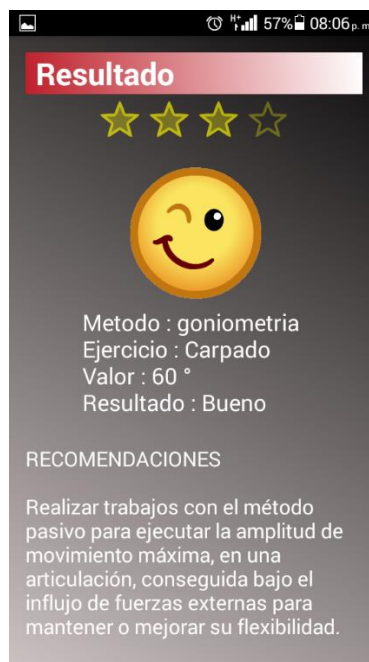 H+ 57% 08:06 p. m
Resultado
Metodo : goniometria
Ejercicio : Carpado
Valor : 60 °
Resultado : Bueno
RECOMENDACIONES
Realizar trabajos con el método
pasivo para ejecutar la amplitud de
movimiento máxima, en una
articulación, conseguida bajo el
influjo de fuerzas externas para
mantener o mejorar su flexibilidad.